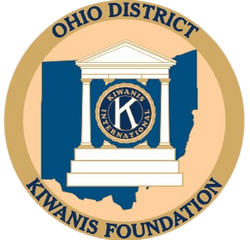 OHIO DISTRICT
KIWANIS
K
INTERNATIONAL
KIWANIS FOUNDATION